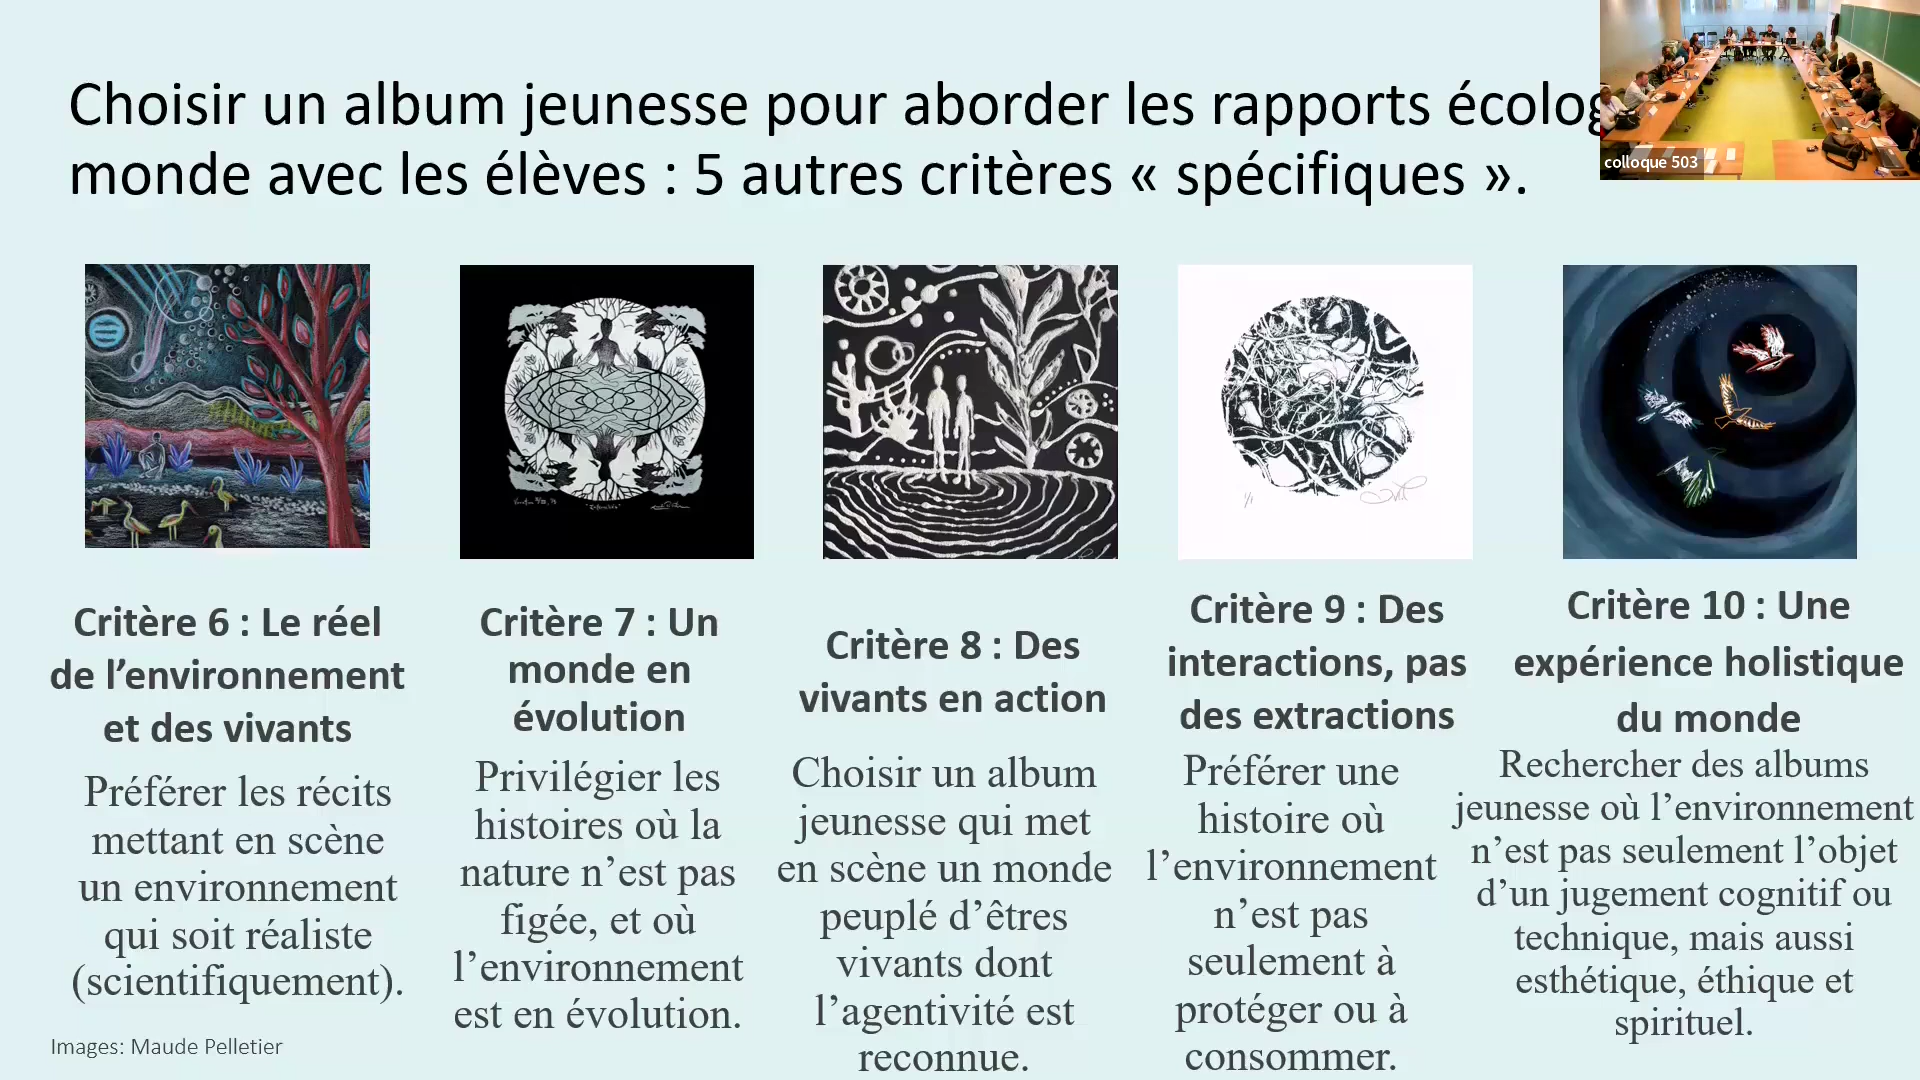 Choisir un album jeunesse pour aborder les rapports
monde avec les élèves : 5 autres critères « spécifiques ».
colloque 503
Critère 6 : Le réel
de l’environnement
et des vivants
Préférer les récits
mettant en scène
un environnement
qui soit réaliste
(scientifiquement).
Critère 7 : Un
monde en
évolution
Privilégier les
histoires où la
nature n’est pas
figée, et où
l’environnement
est en évolution.
Critère 8 : Des
vivants en action
Choisir un album
jeunesse qui met
en scène un monde
peuplé d’êtres
vivants dont
l’agentivité est
reconnue.
Critère 9 : Des
interactions, pas
des extractions
Préférer une
histoire où
l’environnement
n’est pas
seulement à
protéger ou à
consommer.
Critère 10 : Une
expérience holistique
du monde
Rechercher des albums
jeunesse où l’environnement
n’est pas seulement l’objet
d’un jugement cognitif ou
technique, mais aussi
esthétique, éthique et
spirituel.
Images: Maude Pelletier
1/1